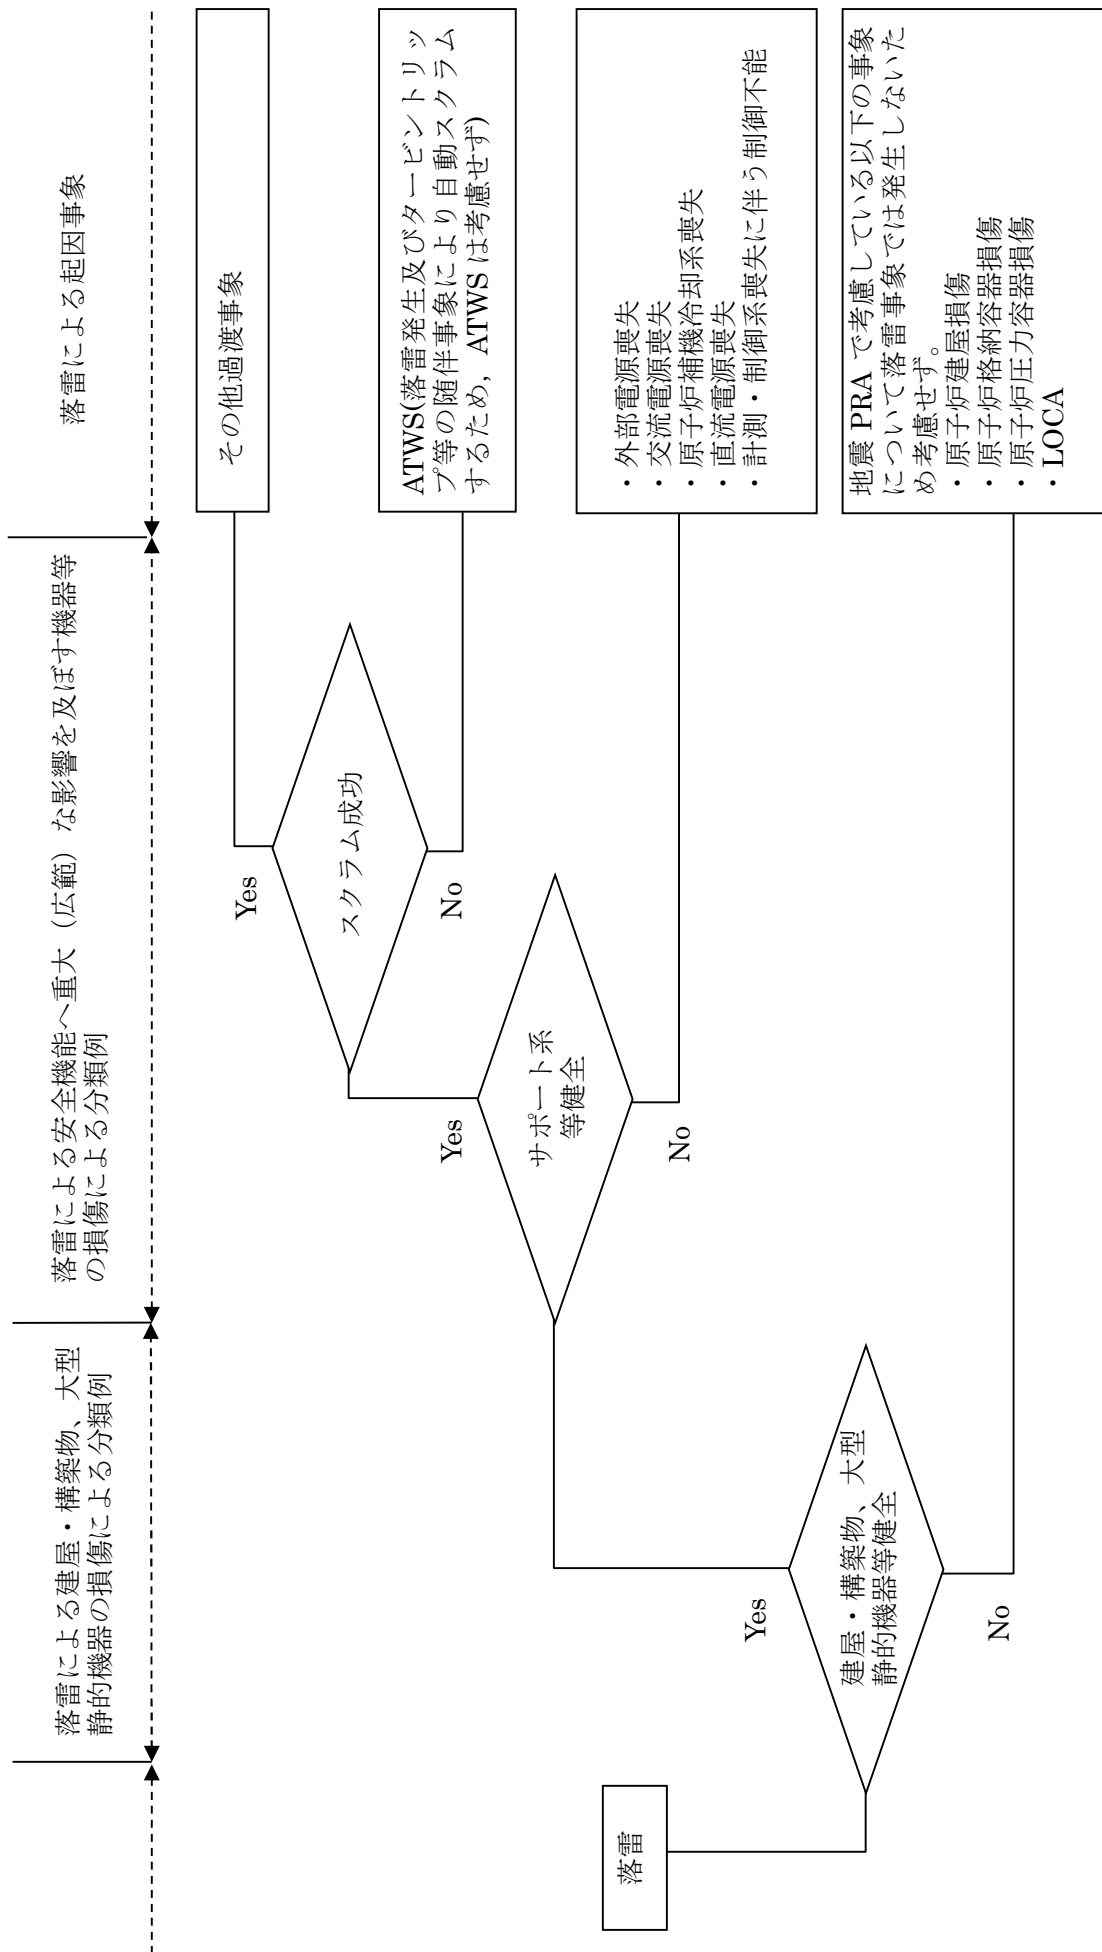 落雷による建屋・構築物、大型
静的機器の損傷による分類例
落雷による安全機能へ重大（広範）な影響を及ぼす機器等
の損傷による分類例
落雷による起因事象
落雷
建屋・構築物、大型
静的機器等健全
Yes
No
サポート系
等健全
Yes
No
スクラム成功
Yes
No
その他過渡事象
ATWS(落雷発生及びタービントリッ
プ等の随伴事象により自動スクラム
するため，ATWS は考慮せず)
・外部電源喪失
・交流電源喪失
・原子炉補機冷却系喪失
・直流電源喪失
・計測・制御系喪失に伴う制御不能
地震 PRA で考慮している以下の事象
について落雷事象では発生しないた
め考慮せず。
・原子炉建屋損傷
・原子炉格納容器損傷
・原子炉圧力容器損傷
・LOCA